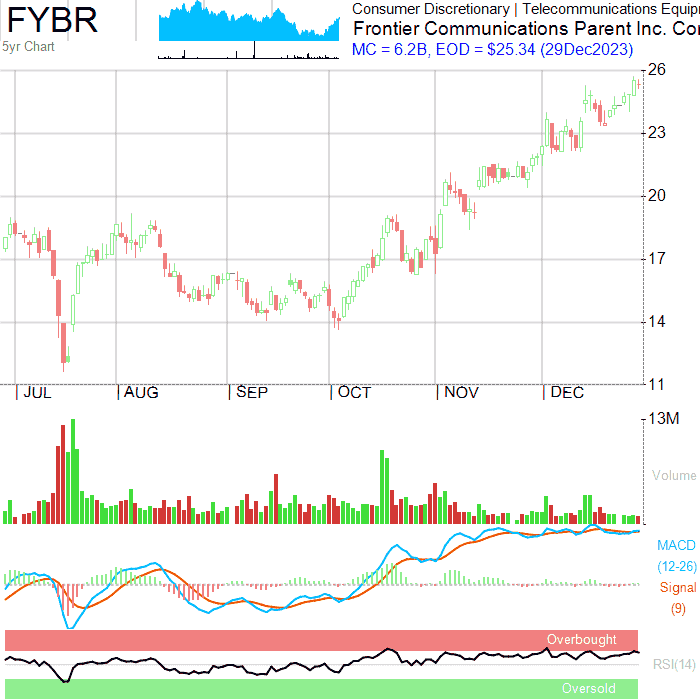 FYBR
5yr Chart
Consumer Discretionary | Telecommunications Equip
Frontier Communications Parent Inc. Co
MC = 6.2B, EOD = $25.34 (29Dec2023)
26
23
20
17
14
11
JUL
AUG
SEP
OCT
NOV
DEC
13M
Volume
MACD
(12-26)
Signal
(9)
Overbought
RSI(14)
Oversold